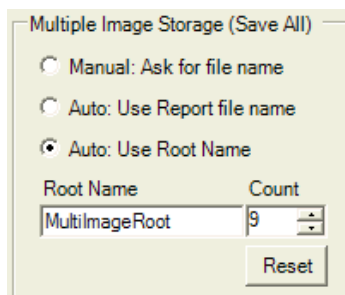 Multiple Image Storage (Save All)
Manual: Ask for file name
Auto: Use Report file name
Auto: Use Root Name
Root Name Count
MultiImageRoot 9
Reset